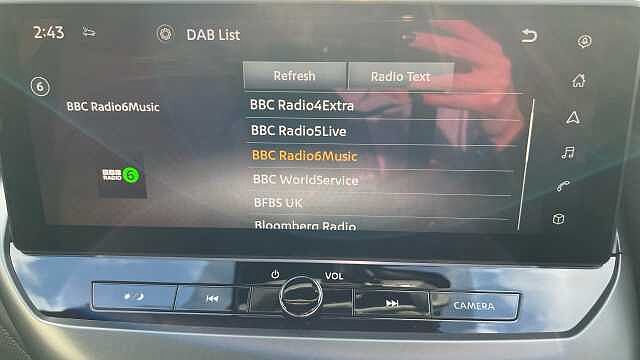 2:43 DAB List
6
Refresh Radio Text
BBC Radio6Music
BBC Radio4Extra
BBC Radio5Live
BBC Radio6Music
BBC WorldService
BFBS UK
Bloomberg Radio
BBC
RADIO 6
VOL
CAMERA